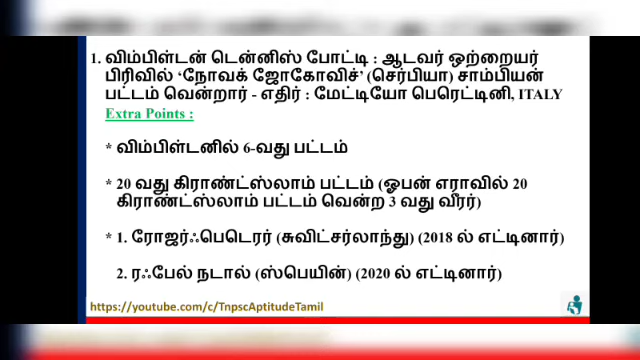 1. விம்பிள்டன் டென்னிஸ் போட்டி : ஆடவர் ஒற்றையர்
பிரிவில் ‘நோவக் ஜோகோவிச்’ (செர்பியா) சாம்பியன்
பட்டம் வென்றார் - எதிர் : மேட்டியோ பெரெட்டினி, ITALY
Extra Points :
* விம்பிள்டனில் 6-வது பட்டம்
* 20 வது கிராண்ட்ஸ்லாம் பட்டம் (ஓபன் எராவில் 20
கிராண்ட்ஸ்லாம் பட்டம் வென்ற 3 வது வீரர்)
* 1. ரோஜர்ஃபெடெரர் (சுவிட்சர்லாந்து) (2018 ல் எட்டினார்)
2. ரஃபேல் நடால் (ஸ்பெயின்) (2020 ல் எட்டினார்)
https://youtube.com/c/TnpscAptitudeTamil